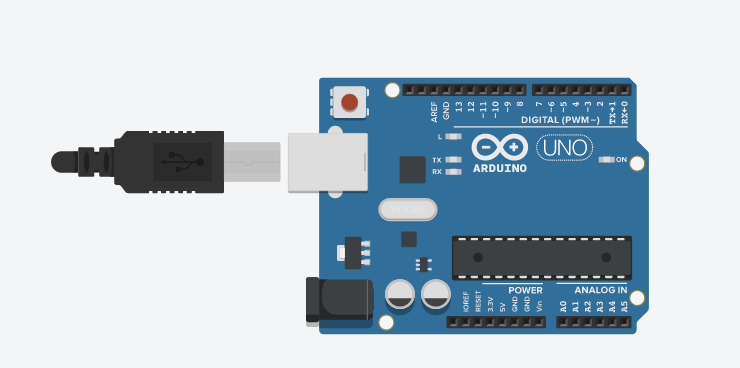 AREF
GND
13
12
~11
~10
~9
8
7
~6
~5
4
~3
2
TX→1
RX←0
DIGITAL (PWM~)
L
TX
RX
UNO
ON
ARDUINO
POWER
ANALOG IN
IOREF
RESET
3.3V
5V
GND
GND
Vin
A0
A1
A2
A3
A4
A5